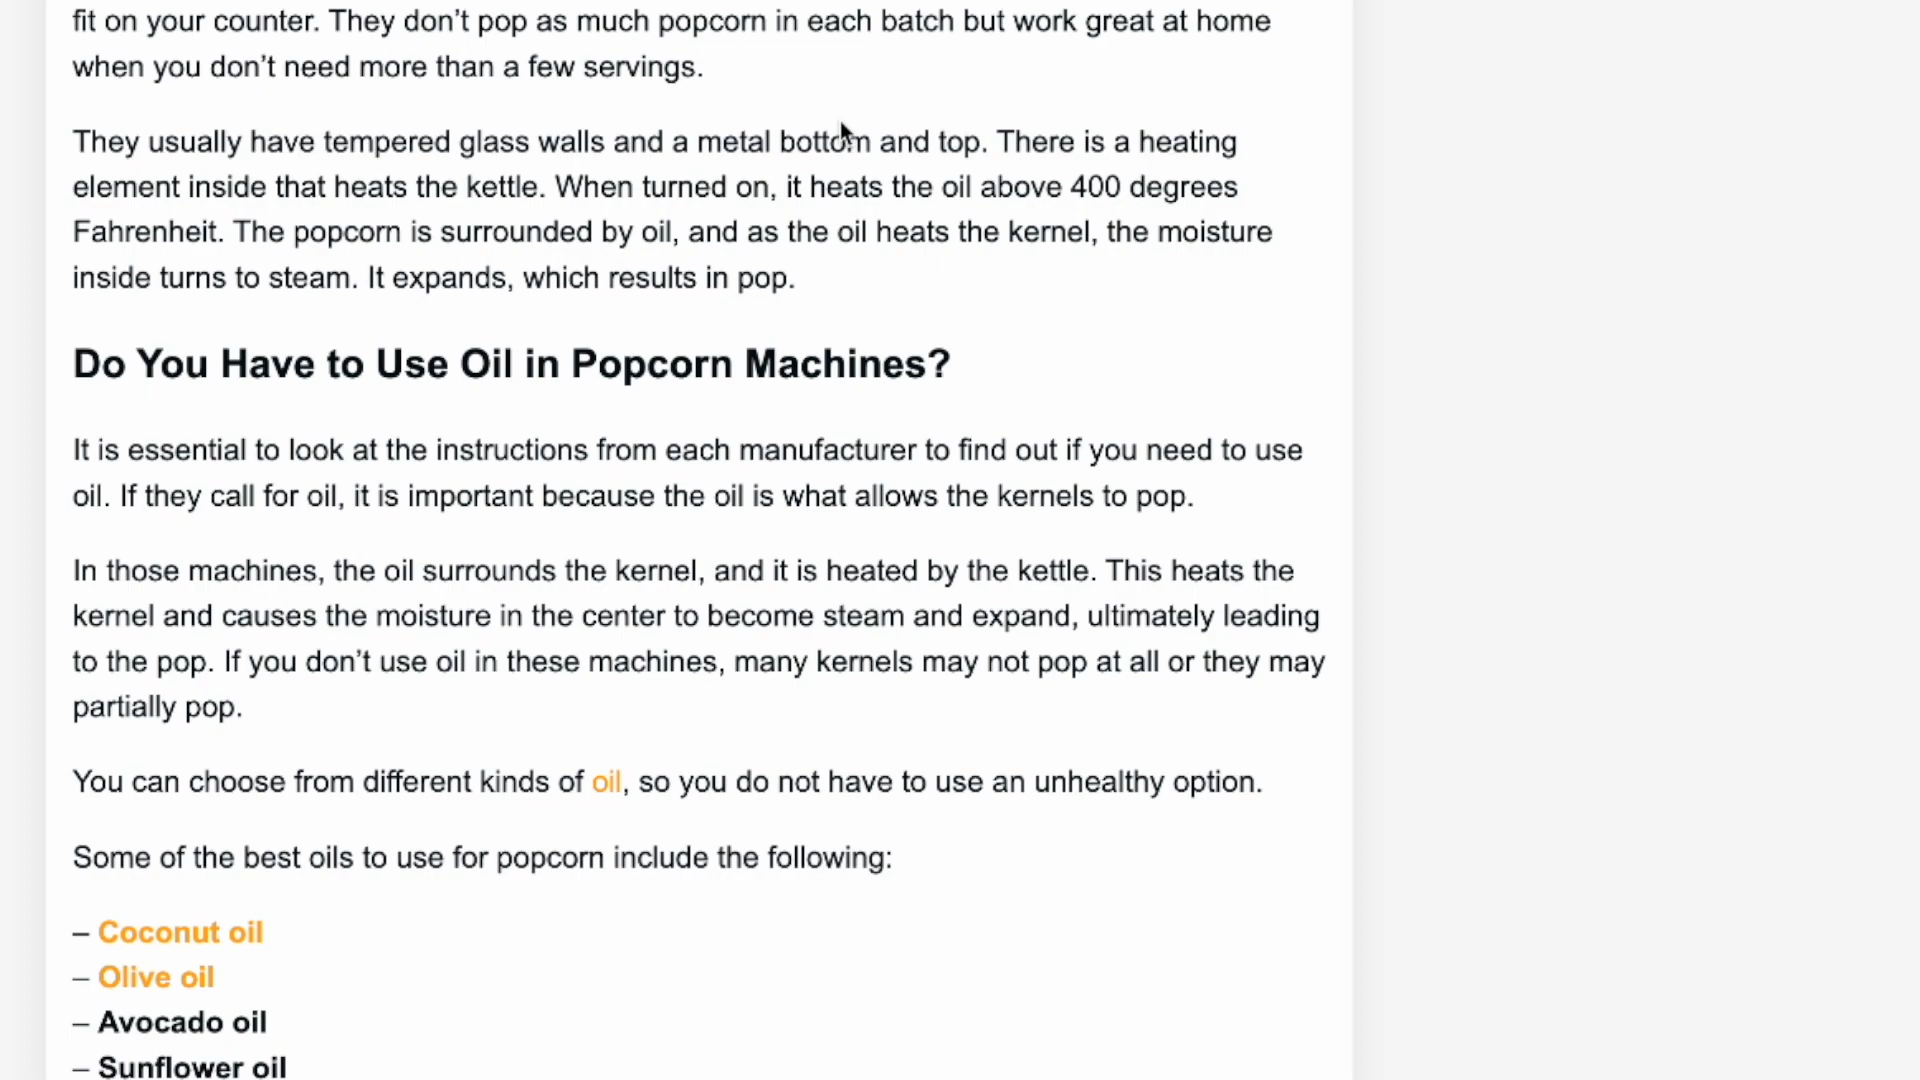 fit on your counter. They don’t pop as much popcorn in each batch but work great at home
when you don’t need more than a few servings.
They usually have tempered glass walls and a metal bottom and top. There is a heating
element inside that heats the kettle. When turned on, it heats the oil above 400 degrees
Fahrenheit. The popcorn is surrounded by oil, and as the oil heats the kernel, the moisture
inside turns to steam. It expands, which results in pop.
Do You Have to Use Oil in Popcorn Machines?
It is essential to look at the instructions from each manufacturer to find out if you need to use
oil. If they call for oil, it is important because the oil is what allows the kernels to pop.
In those machines, the oil surrounds the kernel, and it is heated by the kettle. This heats the
kernel and causes the moisture in the center to become steam and expand, ultimately leading
to the pop. If you don’t use oil in these machines, many kernels may not pop at all or they may
partially pop.
You can choose from different kinds of oil, so you do not have to use an unhealthy option.
Some of the best oils to use for popcorn include the following:
– Coconut oil
– Olive oil
– Avocado oil
– Sunflower oil